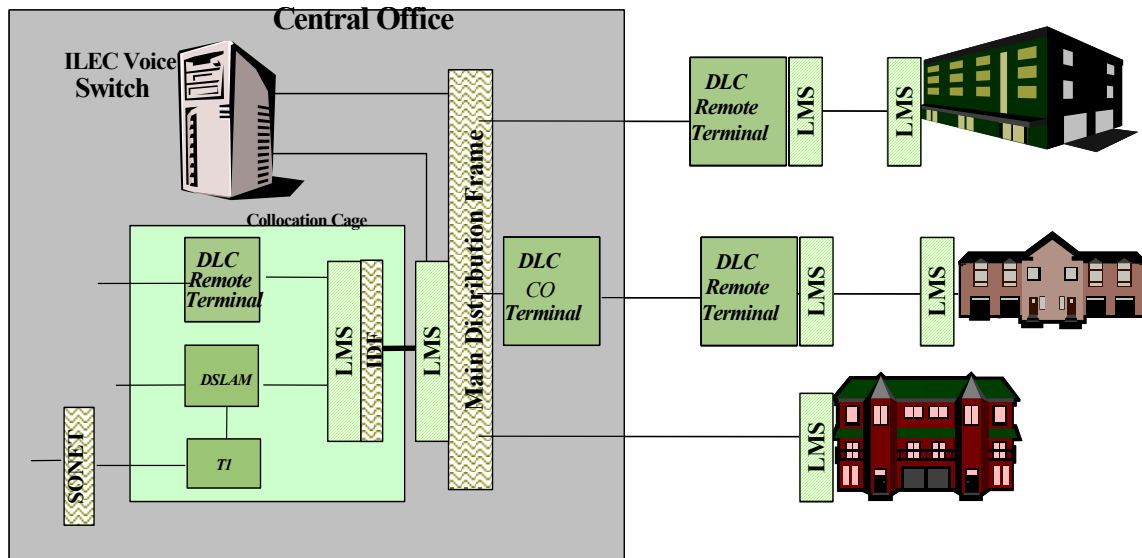 Central Office
ILEC Voice
Switch
Collocation Cage
DLC
Remote
Terminal
DSLAM
T1
SONET
LMS
IDF
LMS
Main Distribution Frame
DLC
CO
Terminal
DLC
Remote
Terminal
LMS
LMS
DLC
Remote
Terminal
LMS
LMS
LMS